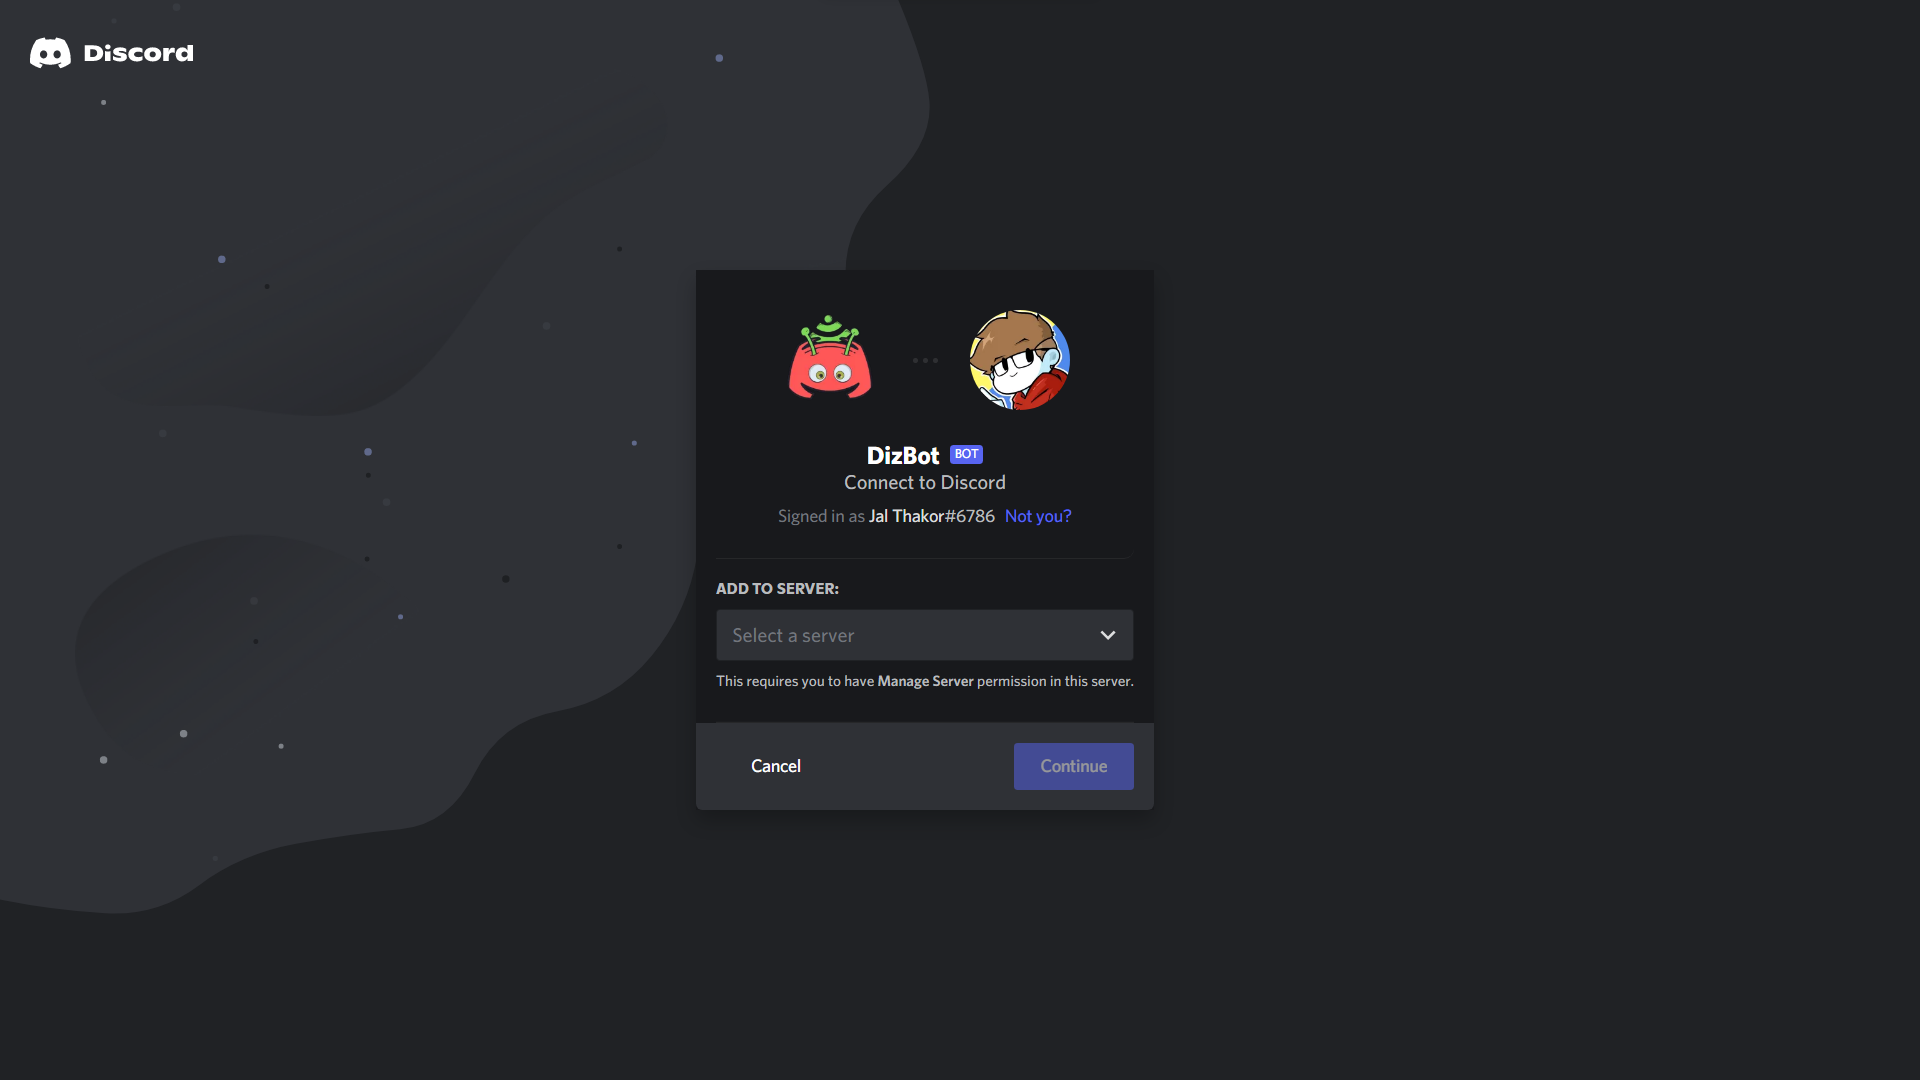 Discord
DizBot BOT
Connect to Discord
Signed in as Jal Thakor#6786 Not you?
ADD TO SERVER:
Select a server
This requires you to have Manage Server permission in this server.
Cancel
Continue